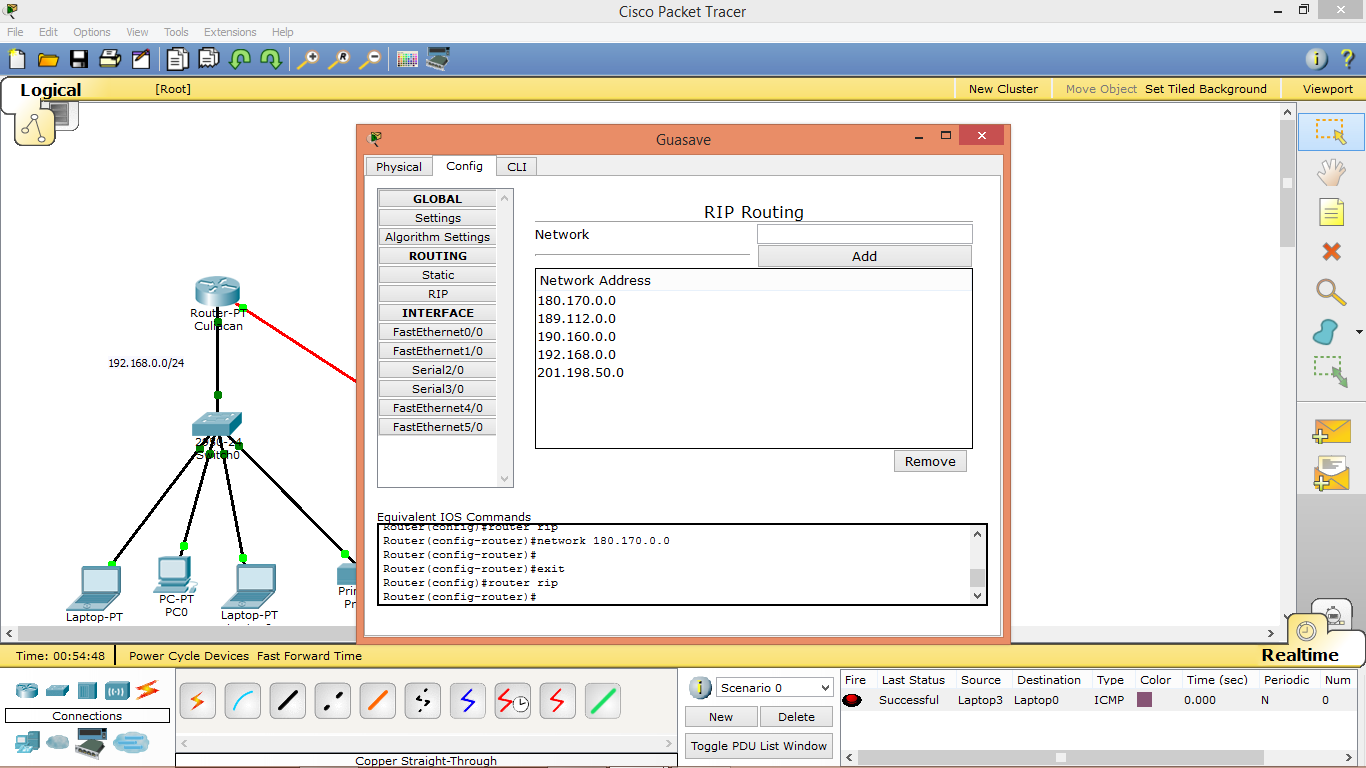 Cisco Packet Tracer
File Edit Options View Tools Extensions Help
Logical
[Root]
New Cluster
Move Object
Set Tiled Background
Viewport
Guasave
Physical
Config
CLI
GLOBAL
Settings
Algorithm Settings
ROUTING
Static
RIP
INTERFACE
FastEthernet0/0
FastEthernet1/0
Serial2/0
Serial3/0
FastEthernet4/0
FastEthernet5/0
RIP Routing
Network
Add
Network Address
180.170.0.0
189.112.0.0
190.160.0.0
192.168.0.0
201.198.50.0
Remove
Equivalent IOS Commands
Router(config)#router rip
Router(config-router)#network 180.170.0.0
Router(config-router)#
Router(config-router)#exit
Router(config)#router rip
Router(config-router)#
Router-PT
Culiacan
192.168.0.0/24
Switch0
Laptop-PT
PC-PT
PC0
Laptop-PT
Time: 00:54:48
Power Cycle Devices Fast Forward Time
Realtime
Connections
Copper Straight-Through
Scenario 0
New
Delete
Toggle PDU List Window
Fire Last Status Source Destination Type Color Time (sec) Periodic Num
Successful Laptop3 Laptop0 ICMP 0.000 N 0